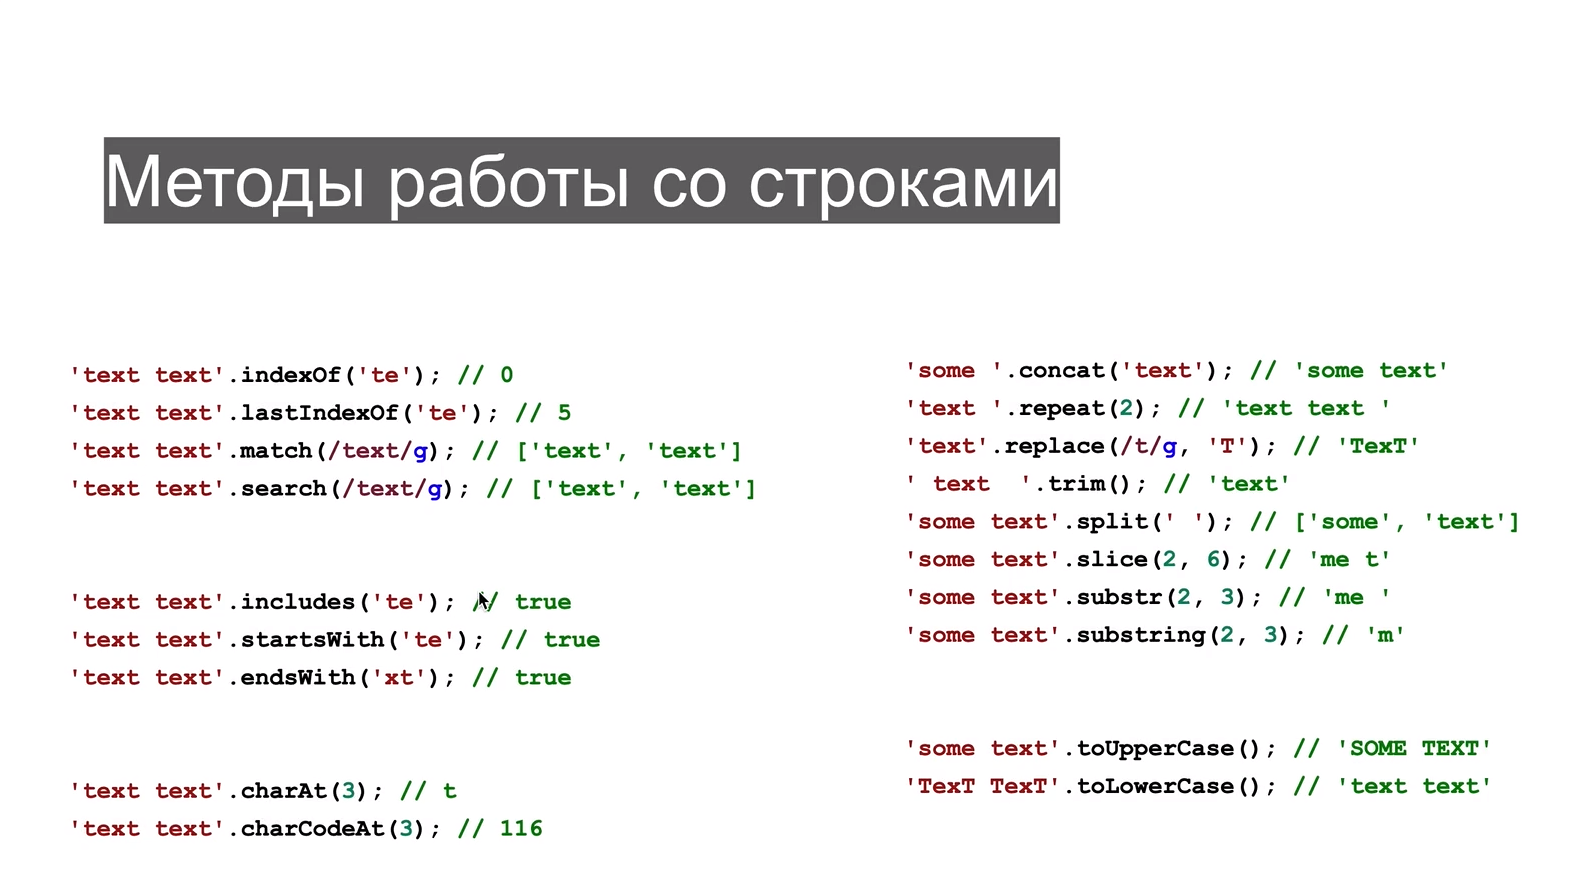 Методы работы со строками
'text text'.indexOf('te'); // 0
'text text'.lastIndexOf('te'); // 5
'text text'.match(/text/g); // ['text', 'text']
'text text'.search(/text/g); // ['text', 'text']
'text text'.includes('te'); // true
'text text'.startsWith('te'); // true
'text text'.endsWith('xt'); // true
'text text'.charAt(3); // t
'text text'.charCodeAt(3); // 116
'some '.concat('text'); // 'some text'
'text '.repeat(2); // 'text text '
'text'.replace(/t/g, 'T'); // 'TexT'
' text  '.trim(); // 'text'
'some text'.split(' '); // ['some', 'text']
'some text'.slice(2, 6); // 'me t'
'some text'.substr(2, 3); // 'me '
'some text'.substring(2, 3); // 'm'
'some text'.toUpperCase(); // 'SOME TEXT'
'TexT TexT'.toLowerCase(); // 'text text'